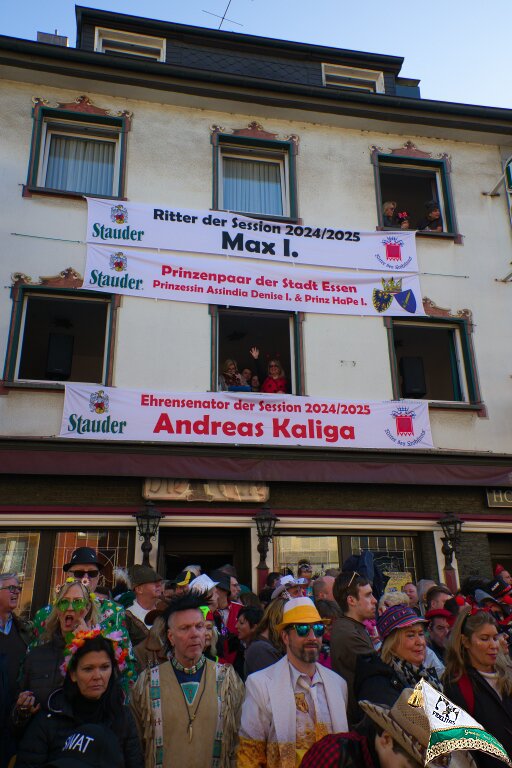 Ritter der Session 2024/2025
Stauder
Max I.
Prinzenpaar der Stadt Essen
Stauder
Prinzessin Assindia Denise I. & Prinz HaPe I.
Ehrensenator der Session 2024/2025
Stauder
Andreas Kaliga
SWAT